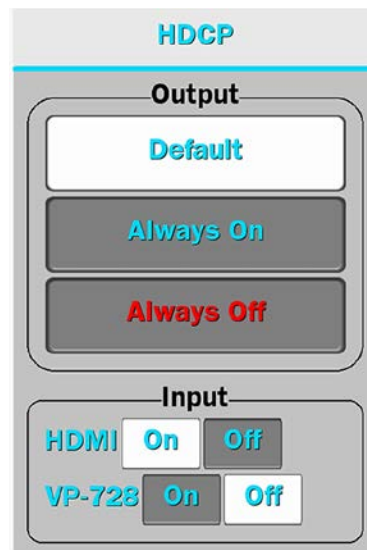 HDCP
Output
Default
Always On
Always Off
Input
HDMI On Off
VP-728 On Off